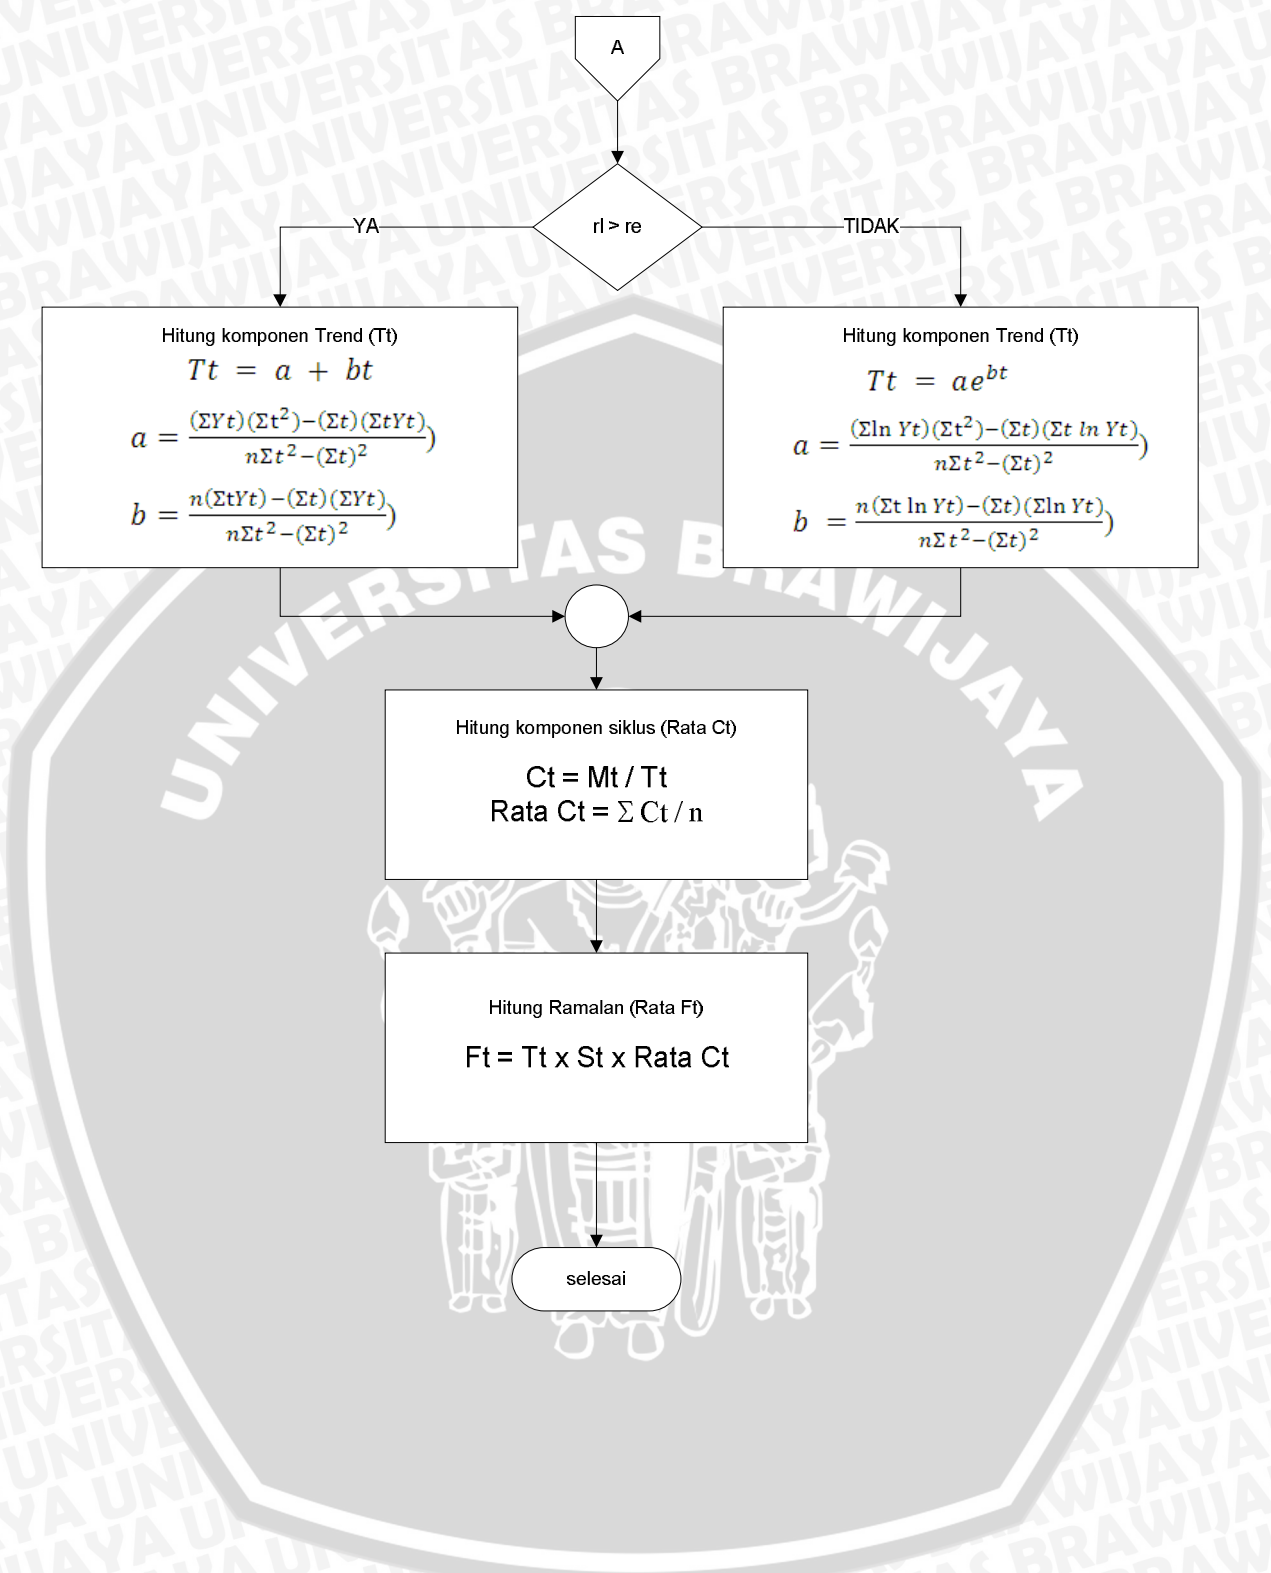 A
rl > re
YA
TIDAK
Hitung komponen Trend (Tt)
Tt = a + bt
a = (ΣYt)(Σt²)−(Σt)(ΣtYt) / nΣt²−(Σt)² )
b = n(ΣtYt)−(Σt)(ΣYt) / nΣt²−(Σt)² )
Hitung komponen Trend (Tt)
Tt = ae^bt
a = (Σln Yt)(Σt²)−(Σt)(Σt ln Yt) / nΣt²−(Σt)² )
b = n(Σt ln Yt)−(Σt)(Σln Yt) / nΣt²−(Σt)² )
UNIVERSITAS BRAWIJAYA
Hitung komponen siklus (Rata Ct)
Ct = Mt / Tt
Rata Ct = Σ Ct / n
Hitung Ramalan (Rata Ft)
Ft = Tt x St x Rata Ct
selesai